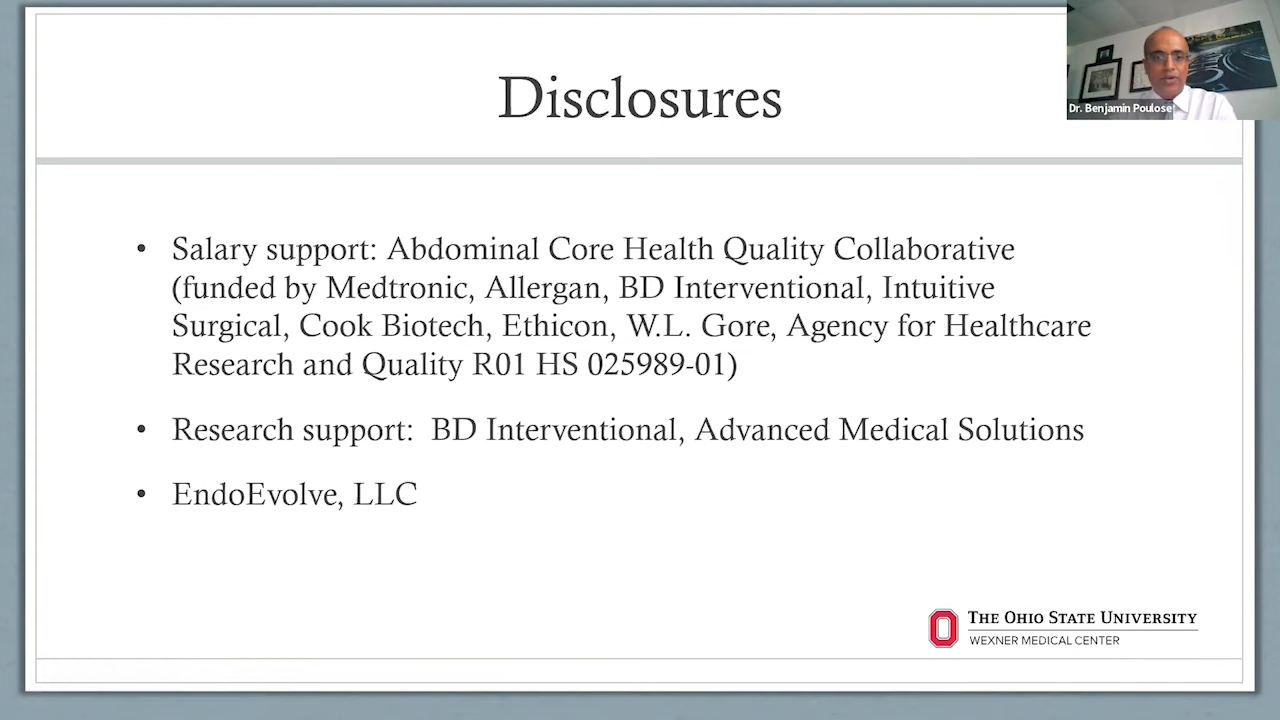 Disclosures
Dr. Benjamin Poulose
• Salary support: Abdominal Core Health Quality Collaborative
(funded by Medtronic, Allergan, BD Interventional, Intuitive
Surgical, Cook Biotech, Ethicon, W.L. Gore, Agency for Healthcare
Research and Quality R01 HS 025989-01)
• Research support: BD Interventional, Advanced Medical Solutions
• EndoEvolve, LLC
THE OHIO STATE UNIVERSITY
WEXNER MEDICAL CENTER